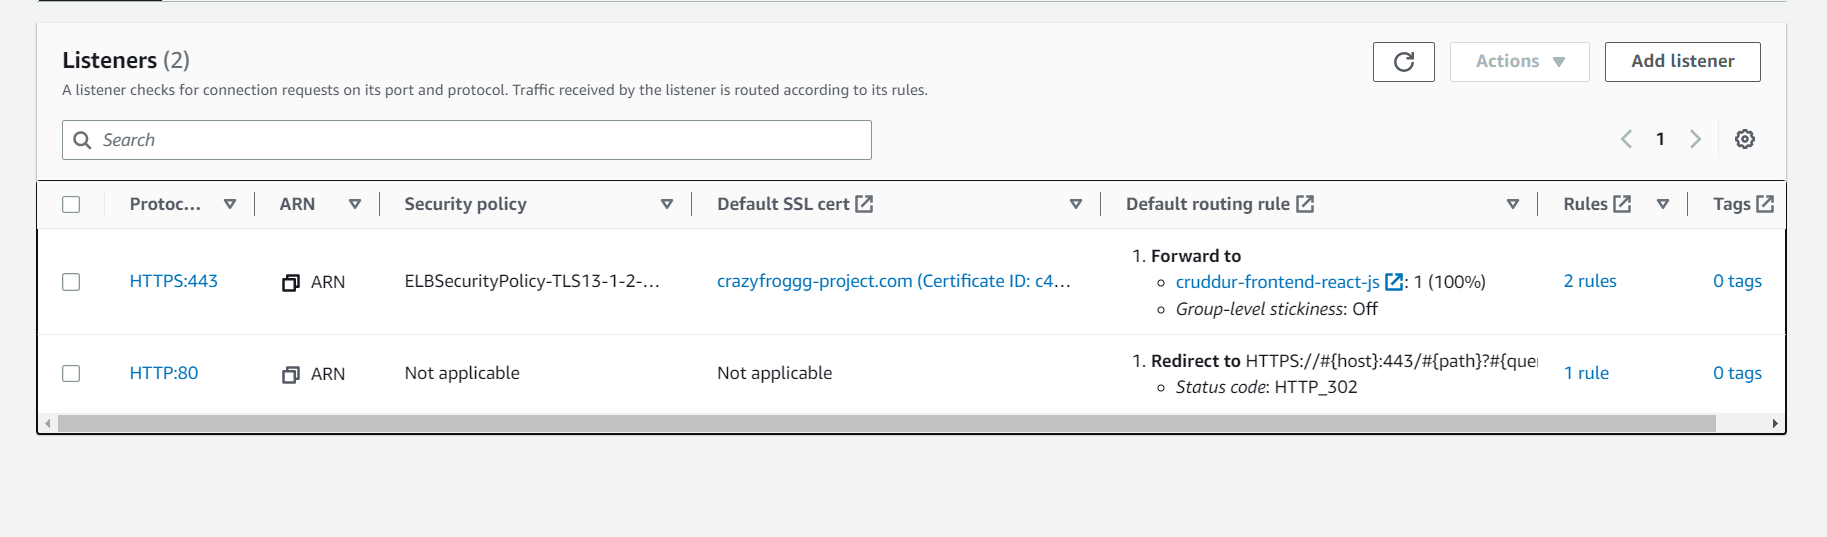 Listeners (2)
Actions
Add listener
A listener checks for connection requests on its port and protocol. Traffic received by the listener is routed according to its rules.
Search
1
Protoc... ARN Security policy Default SSL cert Default routing rule Rules Tags
HTTPS:443 ARN ELBSecurityPolicy-TLS13-1-2-... crazyfroggg-project.com (Certificate ID: c4...
1. Forward to
cruddur-frontend-react-js : 1 (100%)
Group-level stickiness: Off
2 rules 0 tags
HTTP:80 ARN Not applicable Not applicable
1. Redirect to HTTPS://#{host}:443/#{path}?#{que
Status code: HTTP_302
1 rule 0 tags